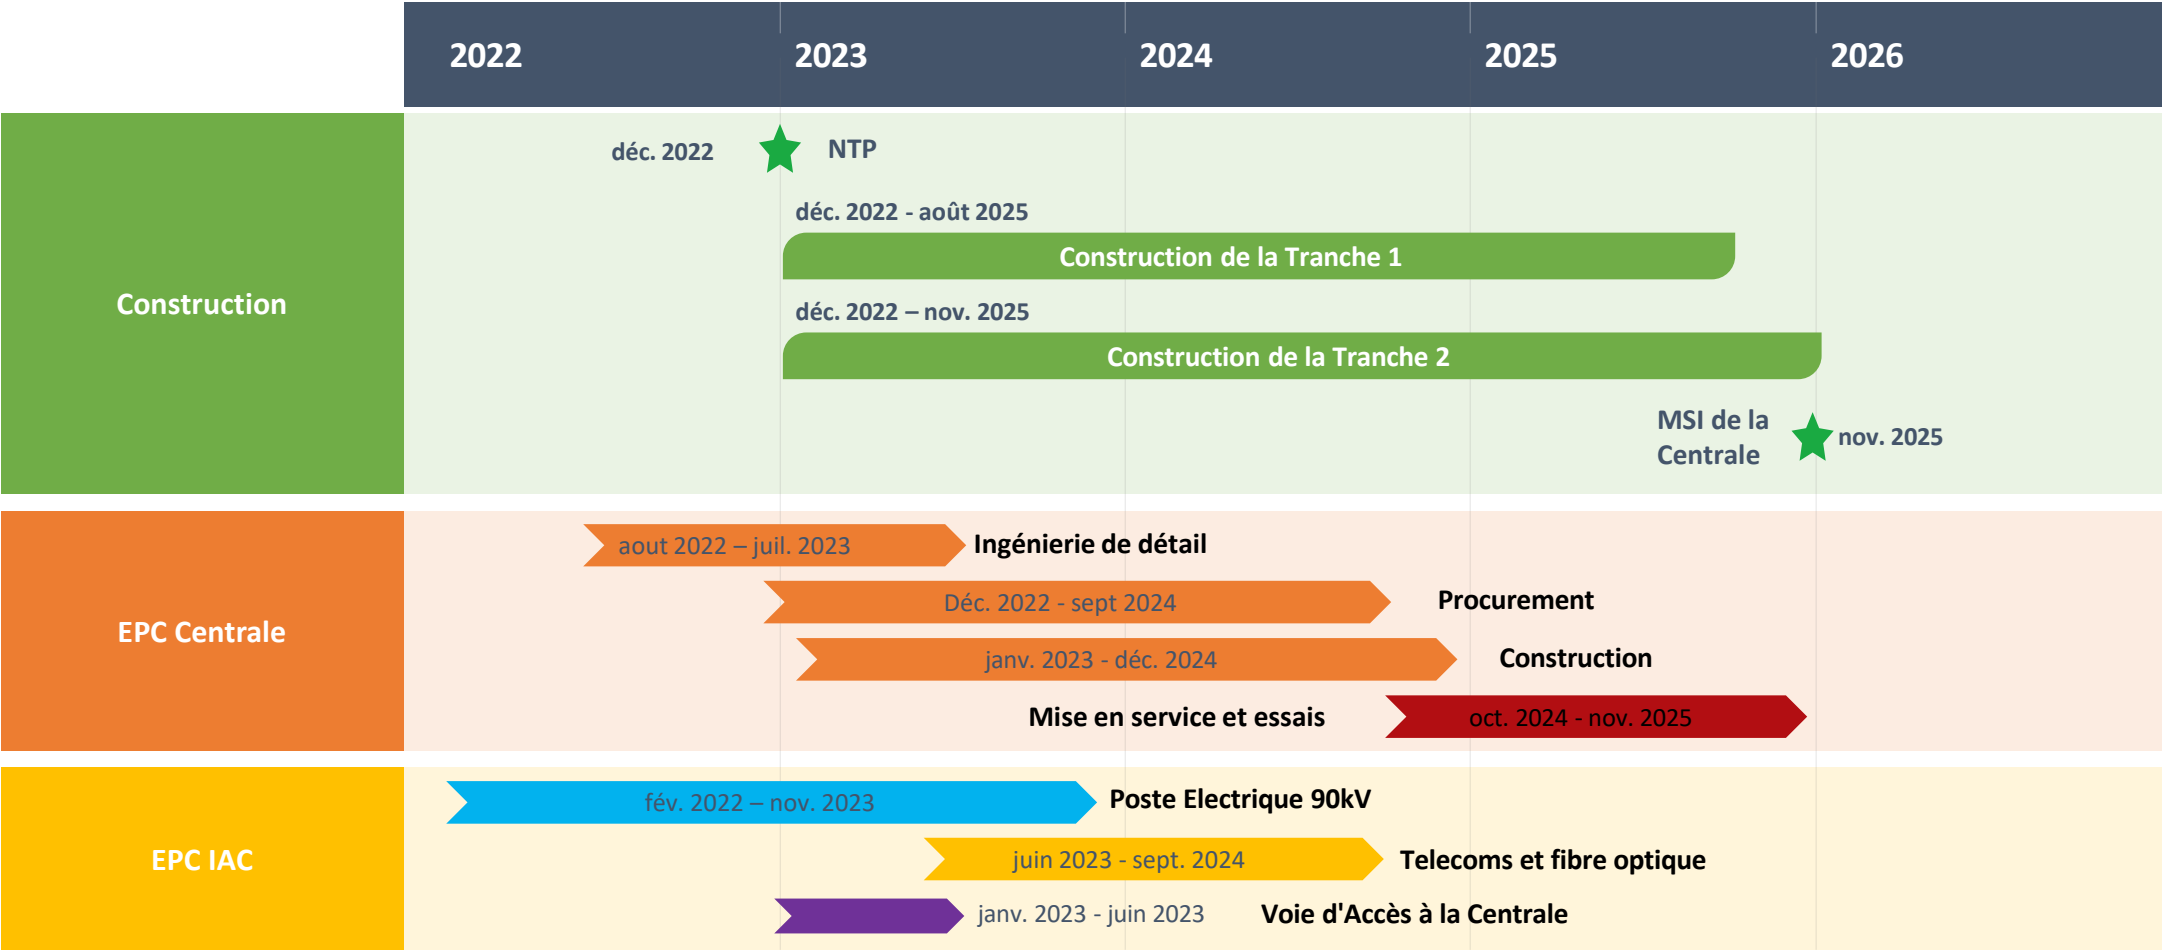 2022 2023 2024 2025 2026
Construction
déc. 2022
NTP
déc. 2022 - août 2025
Construction de la Tranche 1
déc. 2022 – nov. 2025
Construction de la Tranche 2
MSI de la
Centrale
nov. 2025
EPC Centrale
aout 2022 – juil. 2023
Ingénierie de détail
Déc. 2022 - sept 2024
Procurement
janv. 2023 - déc. 2024
Construction
Mise en service et essais
oct. 2024 - nov. 2025
EPC IAC
fév. 2022 – nov. 2023
Poste Electrique 90kV
juin 2023 - sept. 2024
Telecoms et fibre optique
janv. 2023 - juin 2023
Voie d'Accès à la Centrale